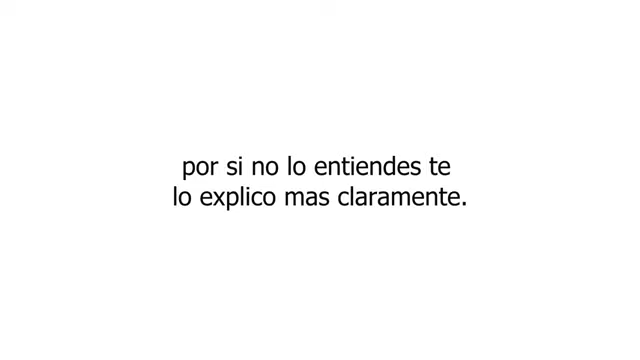 por si no lo entiendes te
lo explico mas claramente.